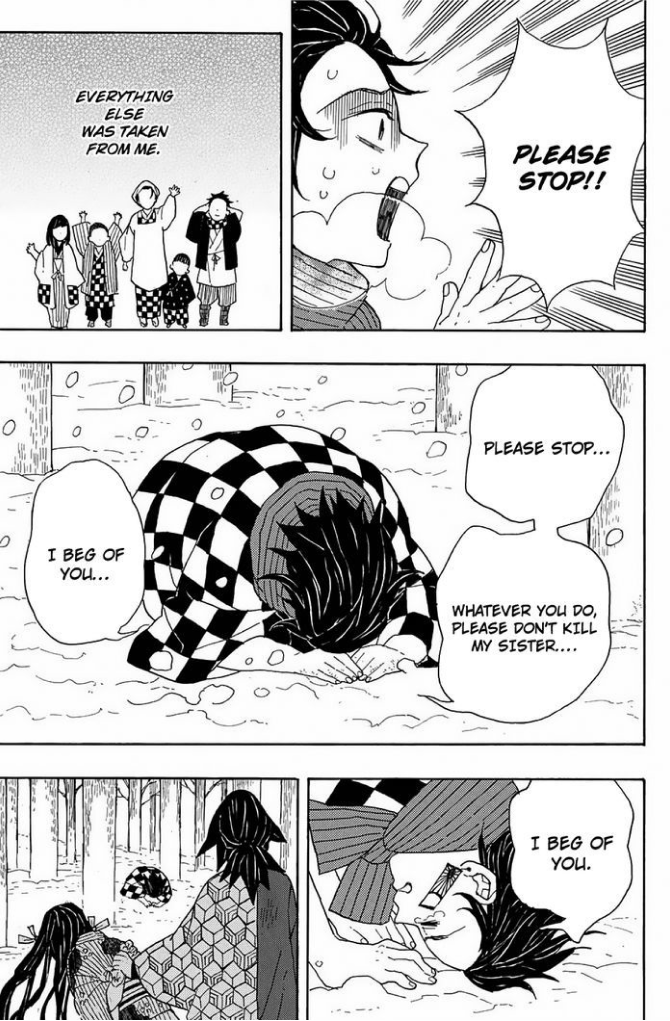 PLEASE
STOP!!
EVERYTHING
ELSE
WAS TAKEN
FROM ME.
PLEASE STOP...
WHATEVER YOU DO,
PLEASE DON'T KILL
MY SISTER....
I BEG OF
YOU...
I BEG OF
YOU.